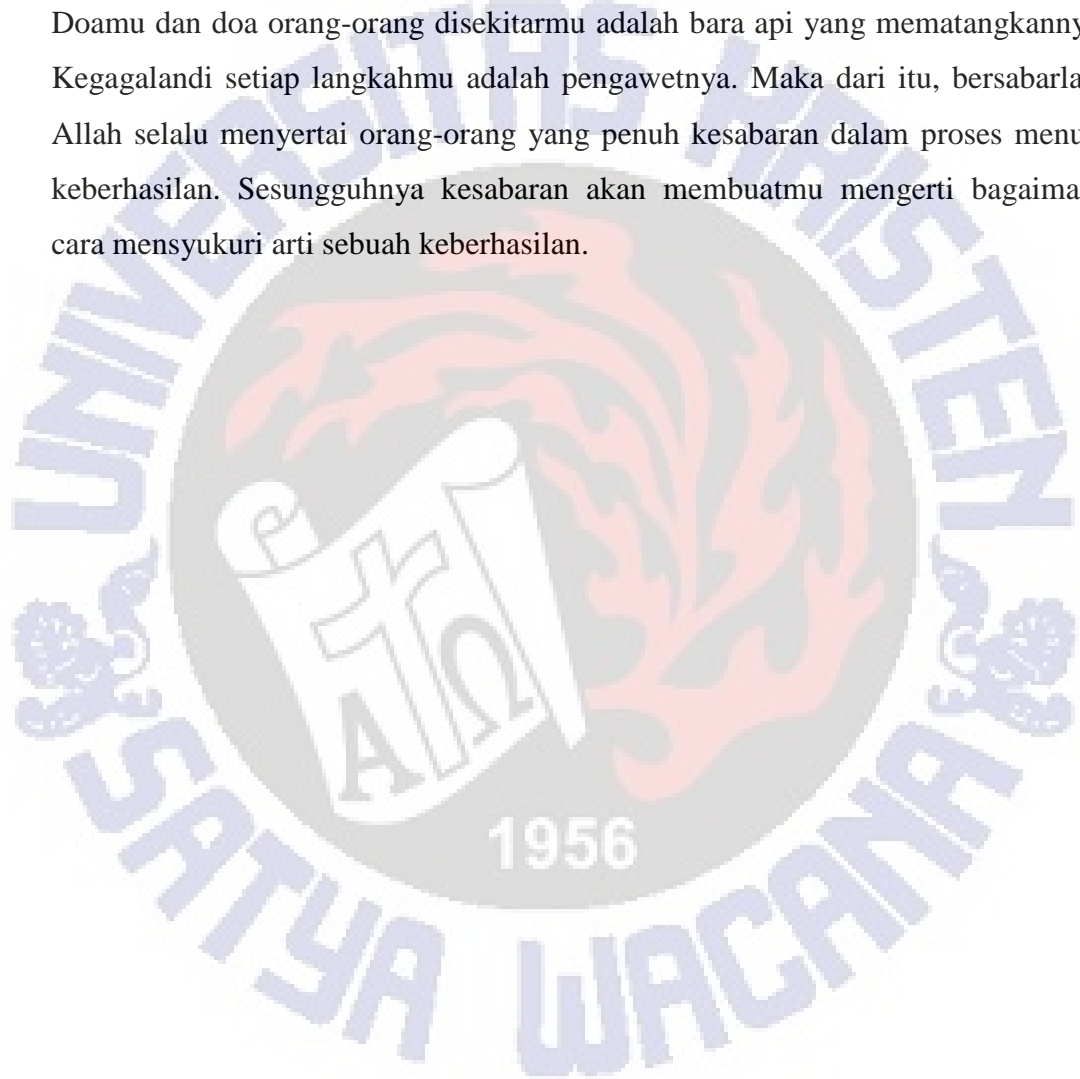 Doamu dan doa orang-orang disekitarmu adalah bara api yang mematangkanny
Kegagalandi setiap langkahmu adalah pengawetnya. Maka dari itu, bersabarla
Allah selalu menyertai orang-orang yang penuh kesabaran dalam proses menu
keberhasilan. Sesungguhnya kesabaran akan membuatmu mengerti bagaima
cara mensyukuri arti sebuah keberhasilan.
UNIVERSITAS KRISTEN
A Ω
1956
SATYA WACANA